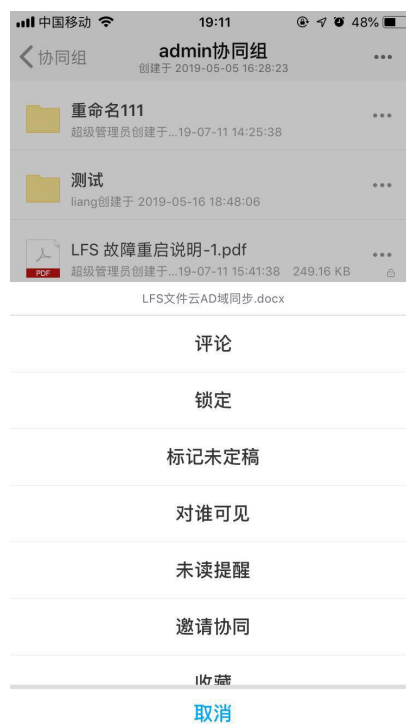 中国移动 19:11 48%
协同组 admin协同组
创建于 2019-05-05 16:28:23
重命名111
超级管理员创建于...19-07-11 14:25:38
测试
liang创建于 2019-05-16 18:48:06
LFS 故障重启说明-1.pdf
PDF 超级管理员创建于...19-07-11 15:41:38 249.16 KB
LFS文件云AD域同步.docx
评论
锁定
标记未定稿
对谁可见
未读提醒
邀请协同
收藏
取消